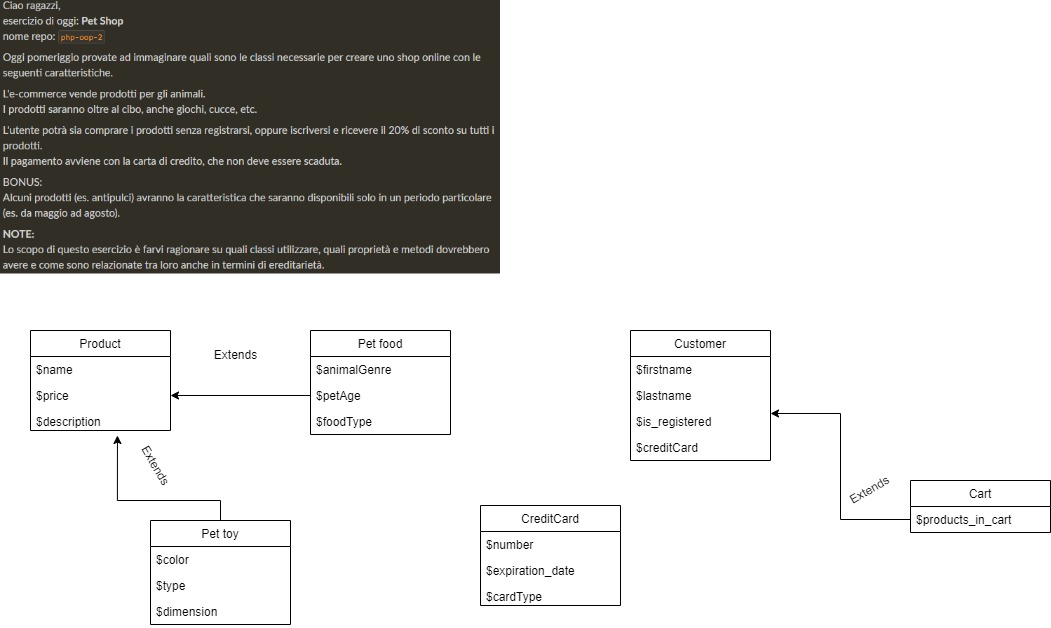 Ciao ragazzi,
esercizio di oggi: Pet Shop
nome repo: php-oop-2
Oggi pomeriggio provate ad immaginare quali sono le classi necessarie per creare uno shop online con le
seguenti caratteristiche.
L'e-commerce vende prodotti per gli animali.
I prodotti saranno oltre al cibo, anche giochi, cucce, etc.
L'utente potrà sia comprare i prodotti senza registrarsi, oppure iscriversi e ricevere il 20% di sconto su tutti i
prodotti.
Il pagamento avviene con la carta di credito, che non deve essere scaduta.
BONUS:
Alcuni prodotti (es. antipulci) avranno la caratteristica che saranno disponibili solo in un periodo particolare
(es. da maggio ad agosto).
NOTE:
Lo scopo di questo esercizio è farvi ragionare su quali classi utilizzare, quali proprietà e metodi dovrebbero
avere e come sono relazionate tra loro anche in termini di ereditarietà.
Product
$name
$price
$description
Extends
Pet food
$animalGenre
$petAge
$foodType
Customer
$firstname
$lastname
$is_registered
$creditCard
Extends
Pet toy
$color
$type
$dimension
CreditCard
$number
$expiration_date
$cardType
Extends
Cart
$products_in_cart